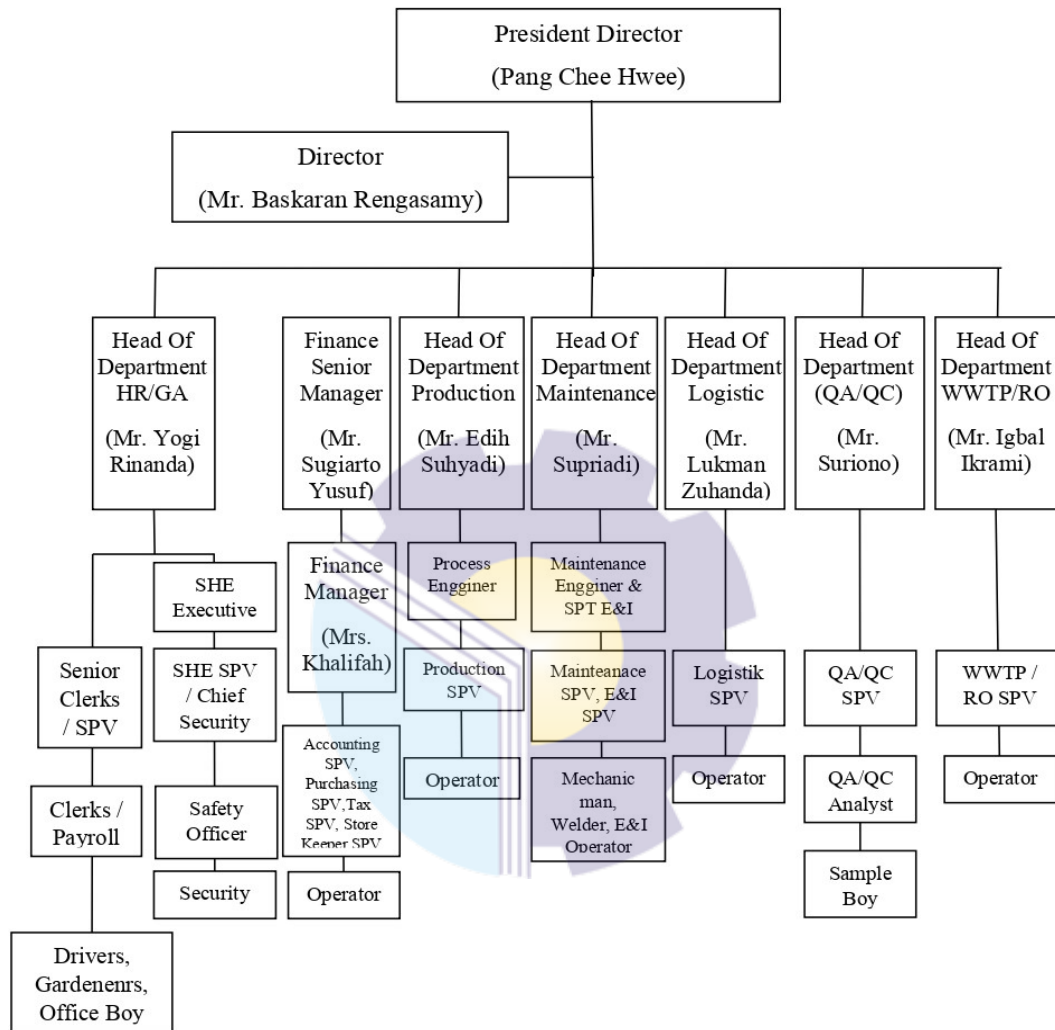 President Director
(Pang Chee Hwee)
Director
(Mr. Baskaran Rengasamy)
Head Of
Department
HR/GA
(Mr. Yogi
Rinanda)
Finance
Senior
Manager
(Mr.
Sugiarto
Yusuf)
Head Of
Department
Production
(Mr. Edih
Suhyadi)
Head Of
Department
Maintenance
(Mr.
Supriadi)
Head Of
Department
Logistic
(Mr.
Lukman
Zuhanda)
Head Of
Department
(QA/QC)
(Mr.
Suriono)
Head Of
Department
WWTP/RO
(Mr. Igbal
Ikrami)
SHE
Executive
Finance
Manager
(Mrs.
Khalifah)
Process
Engginer
Maintenance
Engginer &
SPT E&I
Senior
Clerks
/ SPV
SHE SPV
/ Chief
Security
Production
SPV
Mainteanace
SPV, E&I
SPV
Logistik
SPV
QA/QC
SPV
WWTP /
RO SPV
Accounting
SPV,
Purchasing
SPV,Tax
SPV, Store
Keener SPV
Operator
Mechanic
man,
Welder, E&I
Operator
Operator
QA/QC
Analyst
Operator
Clerks /
Payroll
Safety
Officer
Security
Operator
Sample
Boy
Drivers,
Gardenenrs,
Office Boy